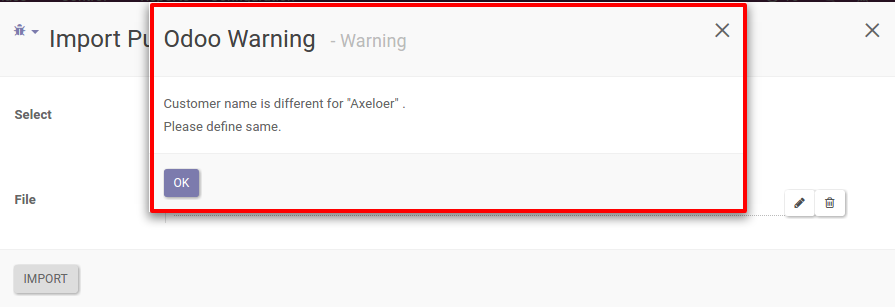 Import Pu
Odoo Warning - Warning
Customer name is different for "Axeloer" .
Please define same.
OK
Select
File
IMPORT